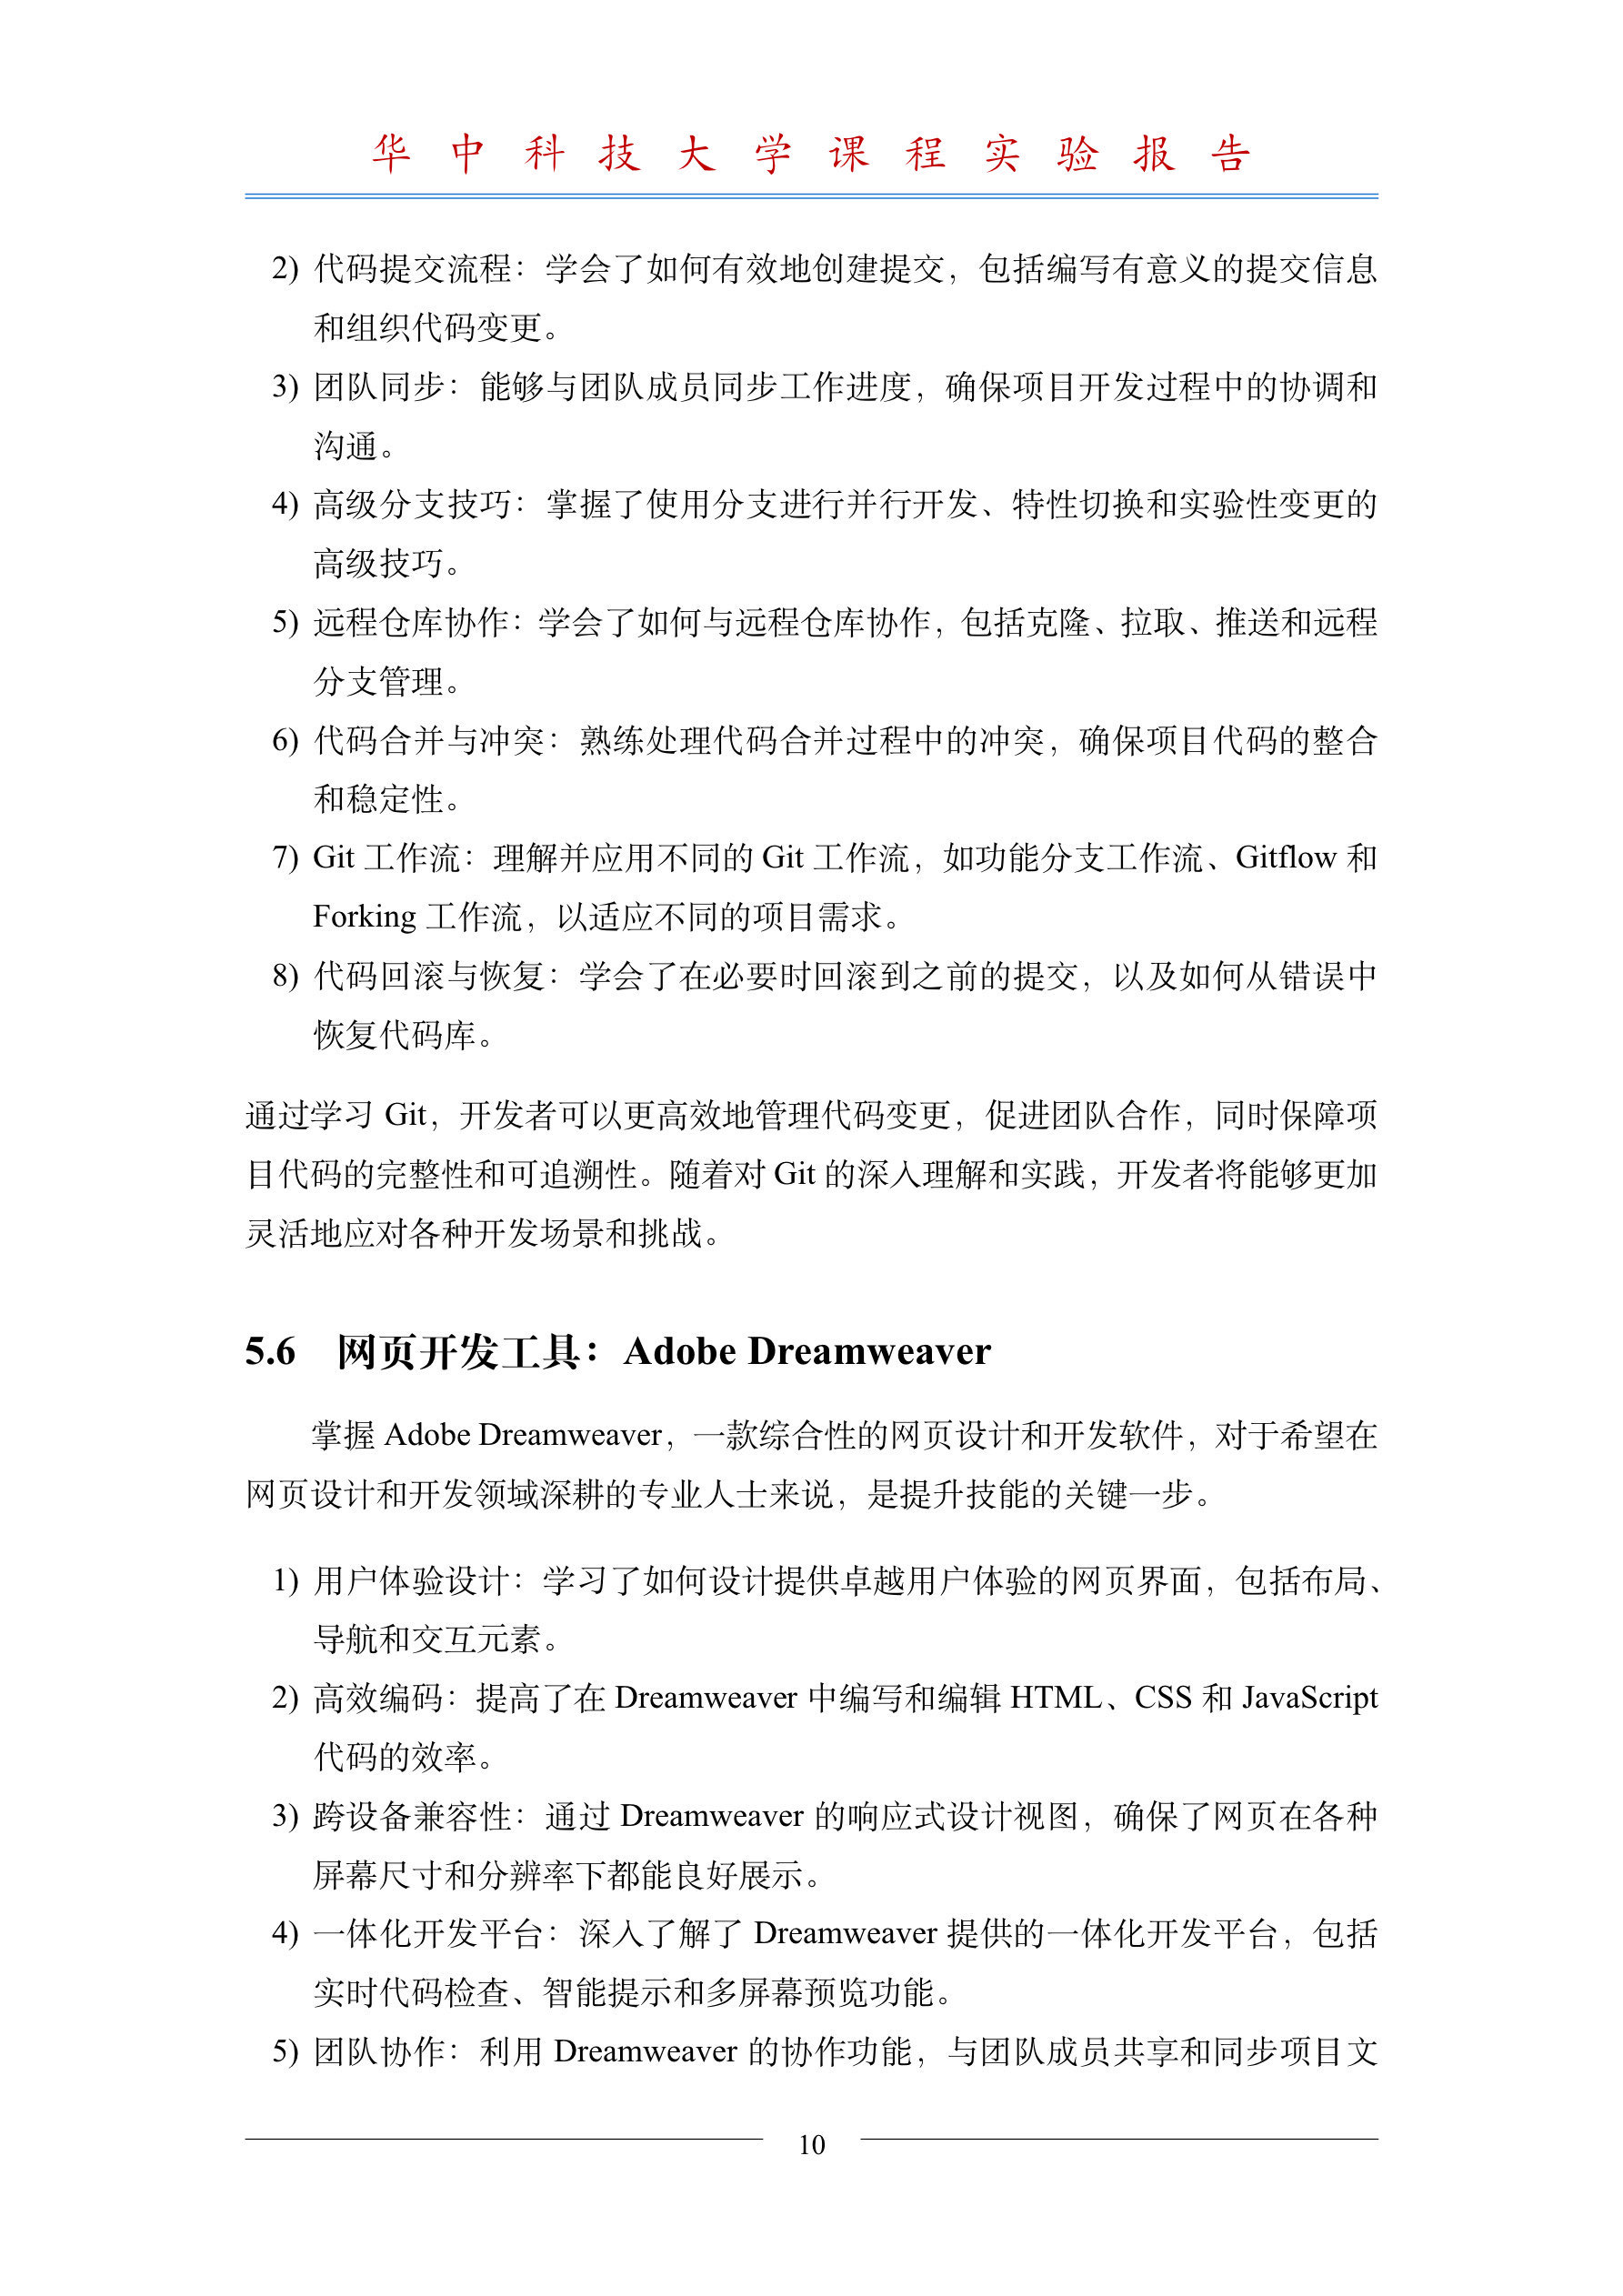 华中科技大学课程实验报告
2) 代码提交流程：学会了如何有效地创建提交，包括编写有意义的提交信息
和组织代码变更。
3) 团队同步：能够与团队成员同步工作进度，确保项目开发过程中的协调和
沟通。
4) 高级分支技巧：掌握了使用分支进行并行开发、特性切换和实验性变更的
高级技巧。
5) 远程仓库协作：学会了如何与远程仓库协作，包括克隆、拉取、推送和远程
分支管理。
6) 代码合并与冲突：熟练处理代码合并过程中的冲突，确保项目代码的整合
和稳定性。
7) Git 工作流：理解并应用不同的 Git 工作流，如功能分支工作流、Gitflow 和
Forking 工作流，以适应不同的项目需求。
8) 代码回滚与恢复：学会了在必要时回滚到之前的提交，以及如何从错误中
恢复代码库。
通过学习 Git，开发者可以更高效地管理代码变更，促进团队合作，同时保障项
目代码的完整性和可追溯性。随着对 Git 的深入理解和实践，开发者将能够更加
灵活地应对各种开发场景和挑战。
5.6 网页开发工具：Adobe Dreamweaver
掌握 Adobe Dreamweaver，一款综合性的网页设计和开发软件，对于希望在
网页设计和开发领域深耕的专业人士来说，是提升技能的关键一步。
1) 用户体验设计：学习了如何设计提供卓越用户体验的网页界面，包括布局、
导航和交互元素。
2) 高效编码：提高了在 Dreamweaver 中编写和编辑 HTML、CSS 和 JavaScript
代码的效率。
3) 跨设备兼容性：通过 Dreamweaver 的响应式设计视图，确保了网页在各种
屏幕尺寸和分辨率下都能良好展示。
4) 一体化开发平台：深入了解了 Dreamweaver 提供的一体化开发平台，包括
实时代码检查、智能提示和多屏幕预览功能。
5) 团队协作：利用 Dreamweaver 的协作功能，与团队成员共享和同步项目文
10